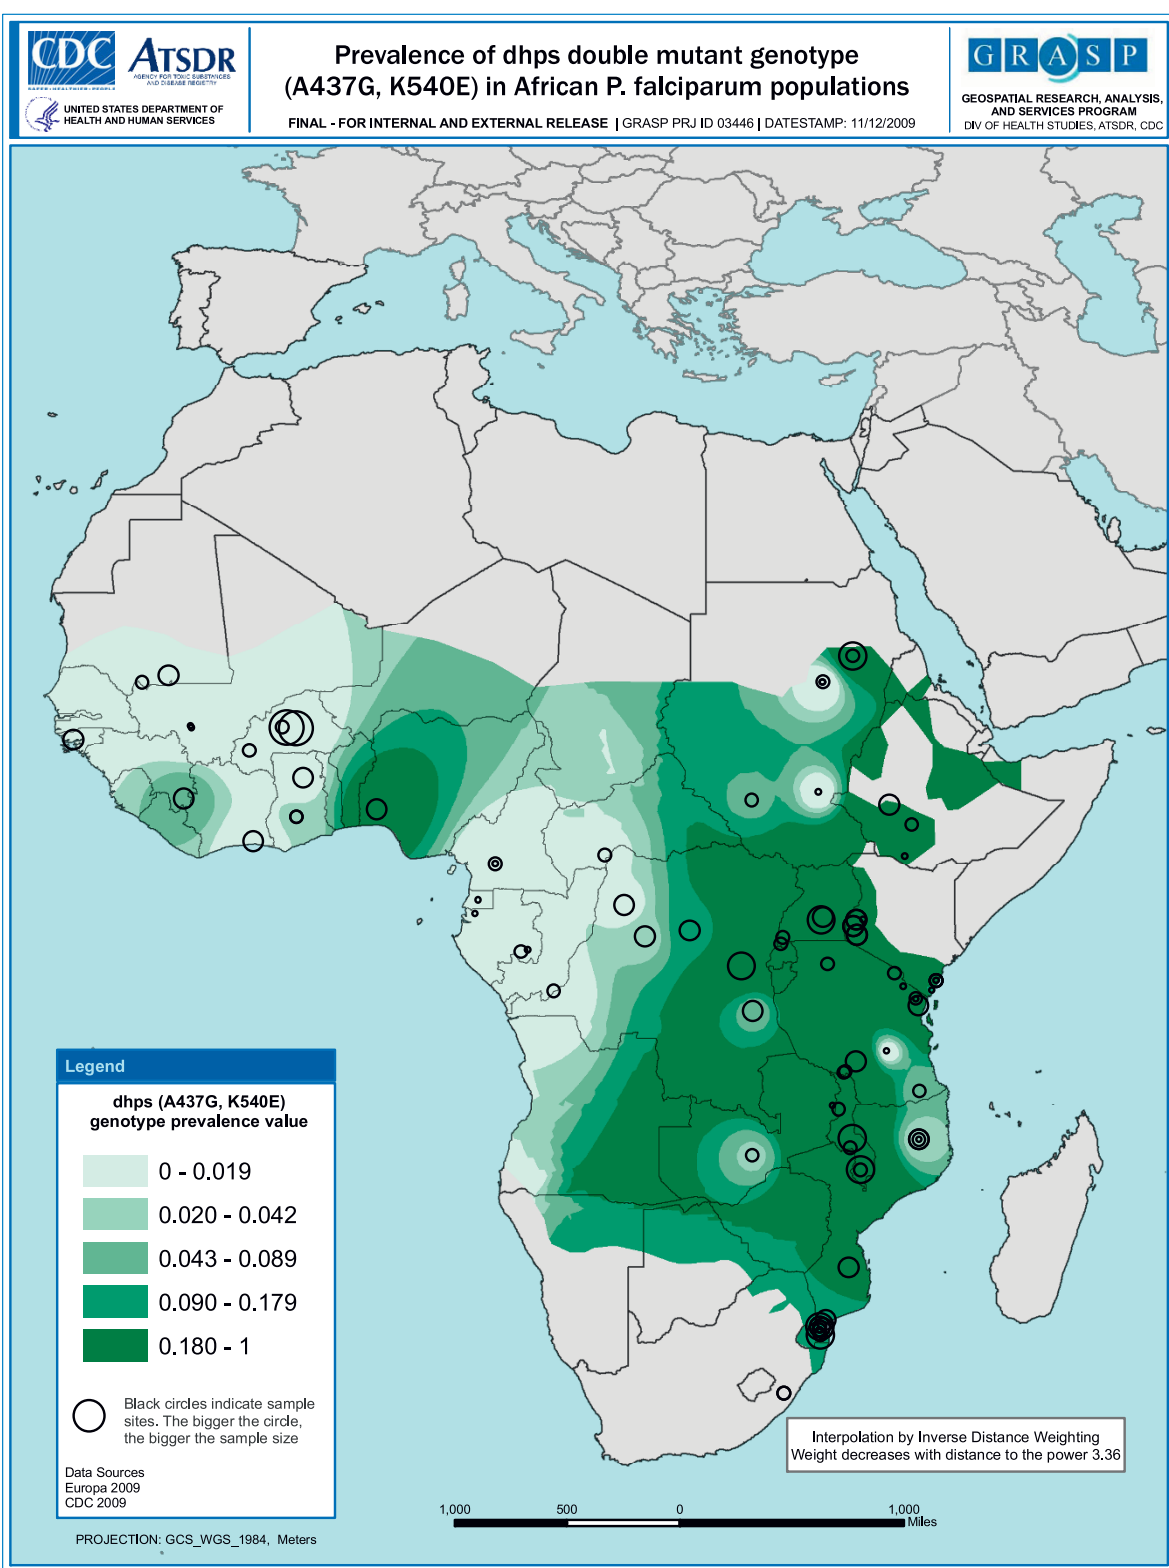 CDC
SAFER • HEALTHIER • PEOPLE
ATSDR
AGENCY FOR TOXIC SUBSTANCES
AND DISEASE REGISTRY
UNITED STATES DEPARTMENT OF
HEALTH AND HUMAN SERVICES
Prevalence of dhps double mutant genotype
(A437G, K540E) in African P. falciparum populations
FINAL - FOR INTERNAL AND EXTERNAL RELEASE | GRASP PRJ ID 03446 | DATESTAMP: 11/12/2009
GRASP
GEOSPATIAL RESEARCH, ANALYSIS,
AND SERVICES PROGRAM
DIV OF HEALTH STUDIES, ATSDR, CDC
Legend
dhps (A437G, K540E)
genotype prevalence value
0 - 0.019
0.020 - 0.042
0.043 - 0.089
0.090 - 0.179
0.180 - 1
Black circles indicate sample
sites. The bigger the circle,
the bigger the sample size
Data Sources
Europa 2009
CDC 2009
PROJECTION: GCS_WGS_1984, Meters
Interpolation by Inverse Distance Weighting
Weight decreases with distance to the power 3.36
1,000 500 0 1,000
Miles